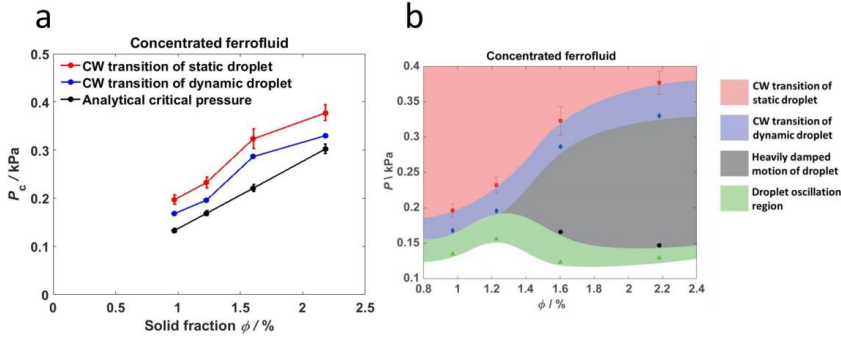 a
Concentrated ferrofluid
0.5
0.4
0.3
0.2
0.1
0
P_c / kPa
CW transition of static droplet
CW transition of dynamic droplet
Analytical critical pressure
0 0.5 1 1.5 2 2.5
Solid fraction ϕ / %
b
Concentrated ferrofluid
0.4
0.35
0.3
0.25
0.2
0.15
0.1
P \ kPa
0.8 1 1.2 1.4 1.6 1.8 2 2.2 2.4
ϕ / %
CW transition of
static droplet
CW transition of
dynamic droplet
Heavily damped
motion of droplet
Droplet oscillation
region